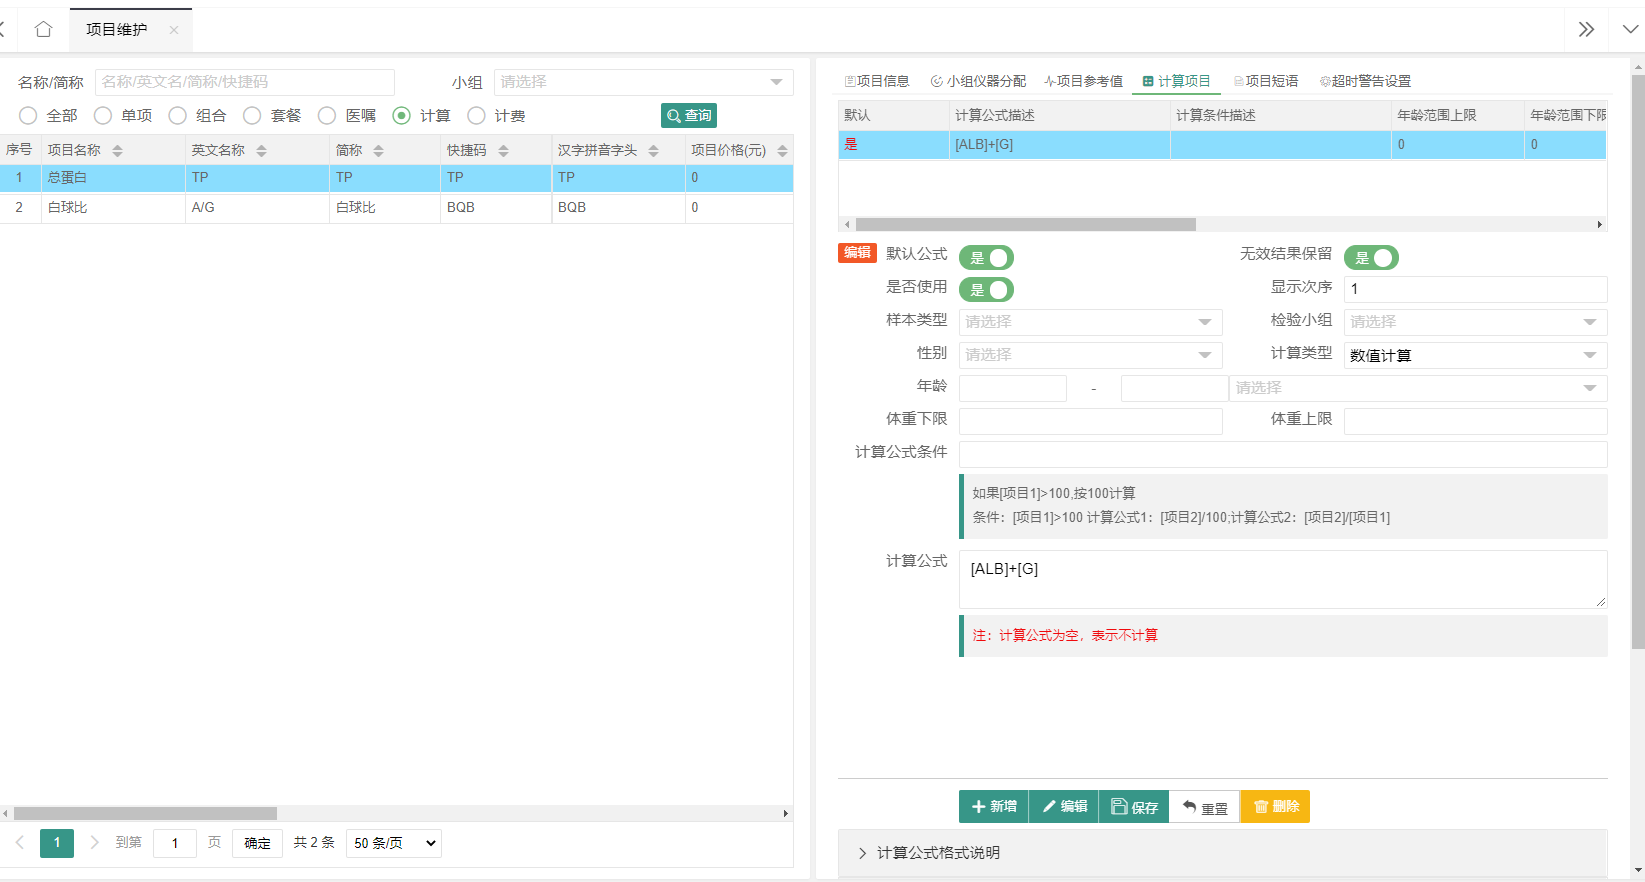 项目维护
名称/简称 名称/英文名/简称/快捷码 小组 请选择
全部 单项 组合 套餐 医嘱 计算 计费 查询
序号 项目名称 英文名称 简称 快捷码 汉字拼音字头 项目价格(元)
1 总蛋白 TP TP TP TP 0
2 白球比 A/G 白球比 BQB BQB 0
1 到第 1 页 确定 共 2 条 50 条/页
项目信息 小组仪器分配 项目参考值 计算项目 项目短语 超时警告设置
默认 计算公式描述 计算条件描述 年龄范围上限 年龄范围下限
是 [ALB]+[G] 0 0
编辑 默认公式 是 无效结果保留 是
是否使用 是 显示次序 1
样本类型 请选择 检验小组 请选择
性别 请选择 计算类型 数值计算
年龄 - 请选择
体重下限 体重上限
计算公式条件
如果[项目1]>100,按100计算
条件：[项目1]>100 计算公式1：[项目2]/100;计算公式2：[项目2]/[项目1]
计算公式 [ALB]+[G]
注：计算公式为空，表示不计算
新增 编辑 保存 重置 删除
计算公式格式说明